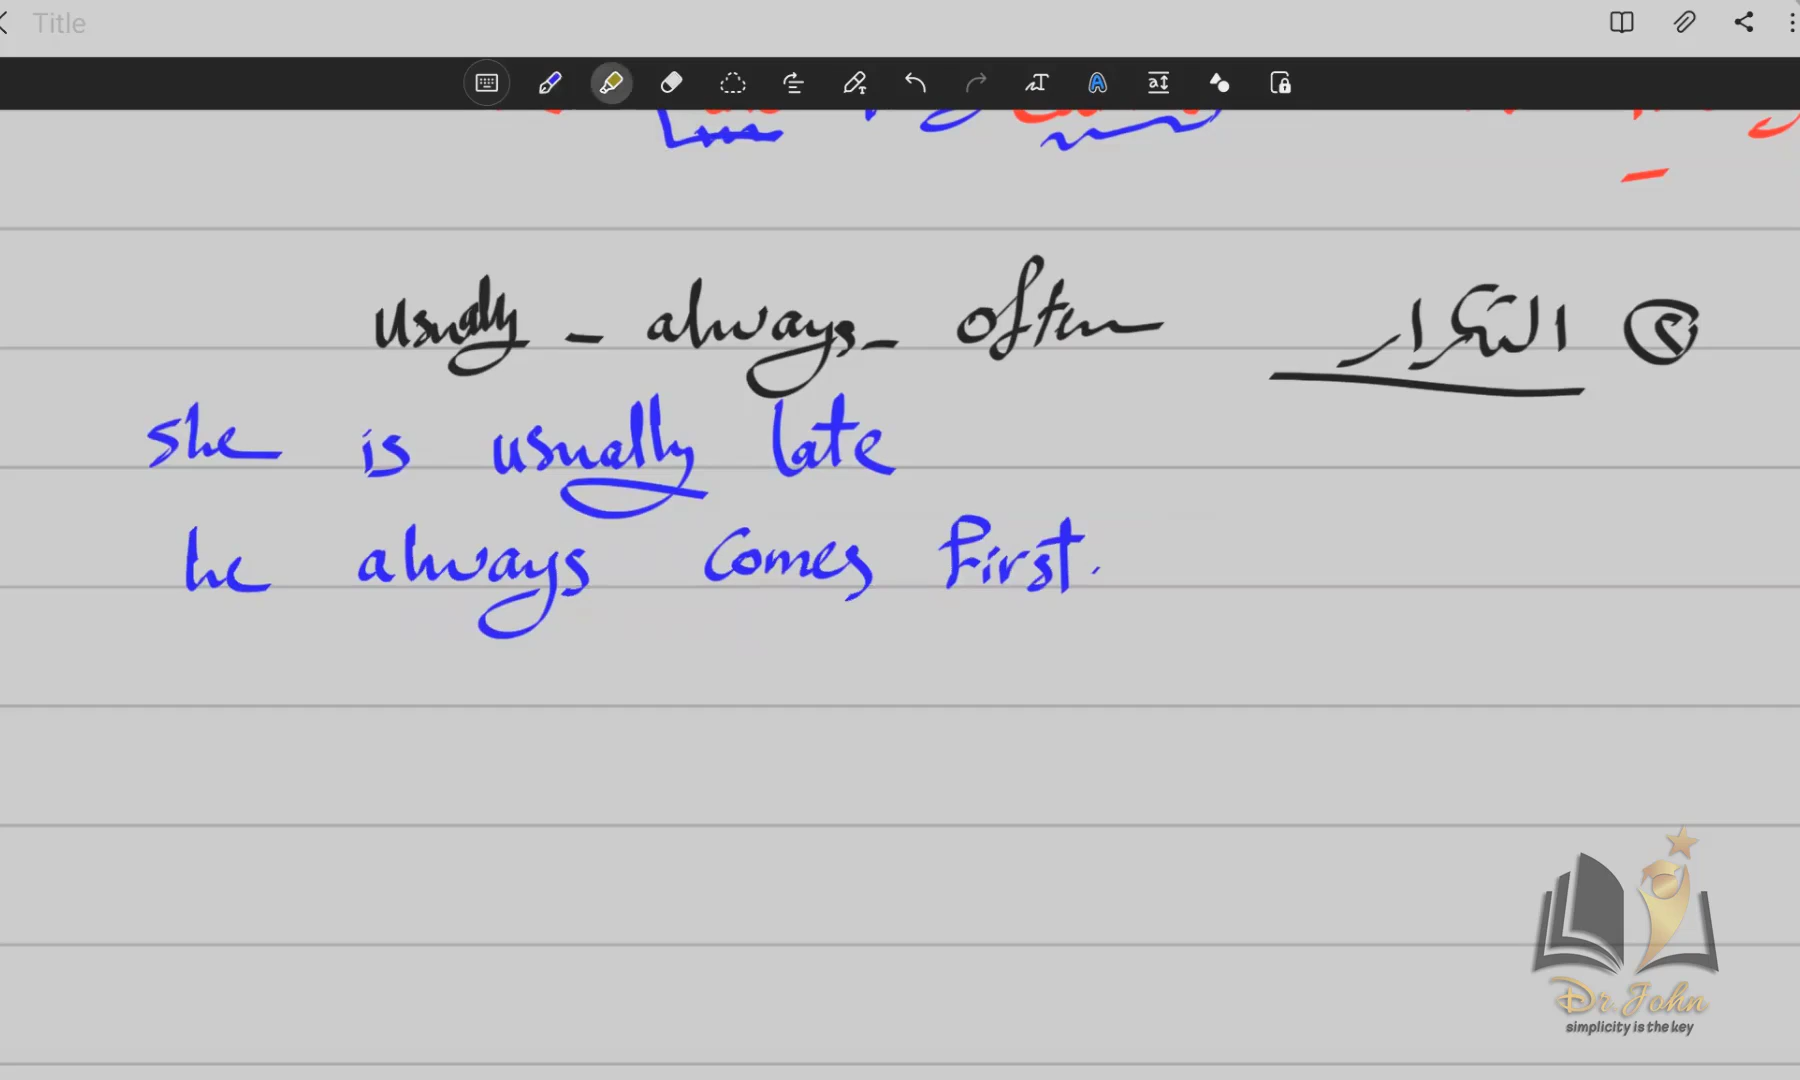 Title
usually - always - often التكرار ②
she is usually late
he always comes first.
Dr. John
simplicity is the key